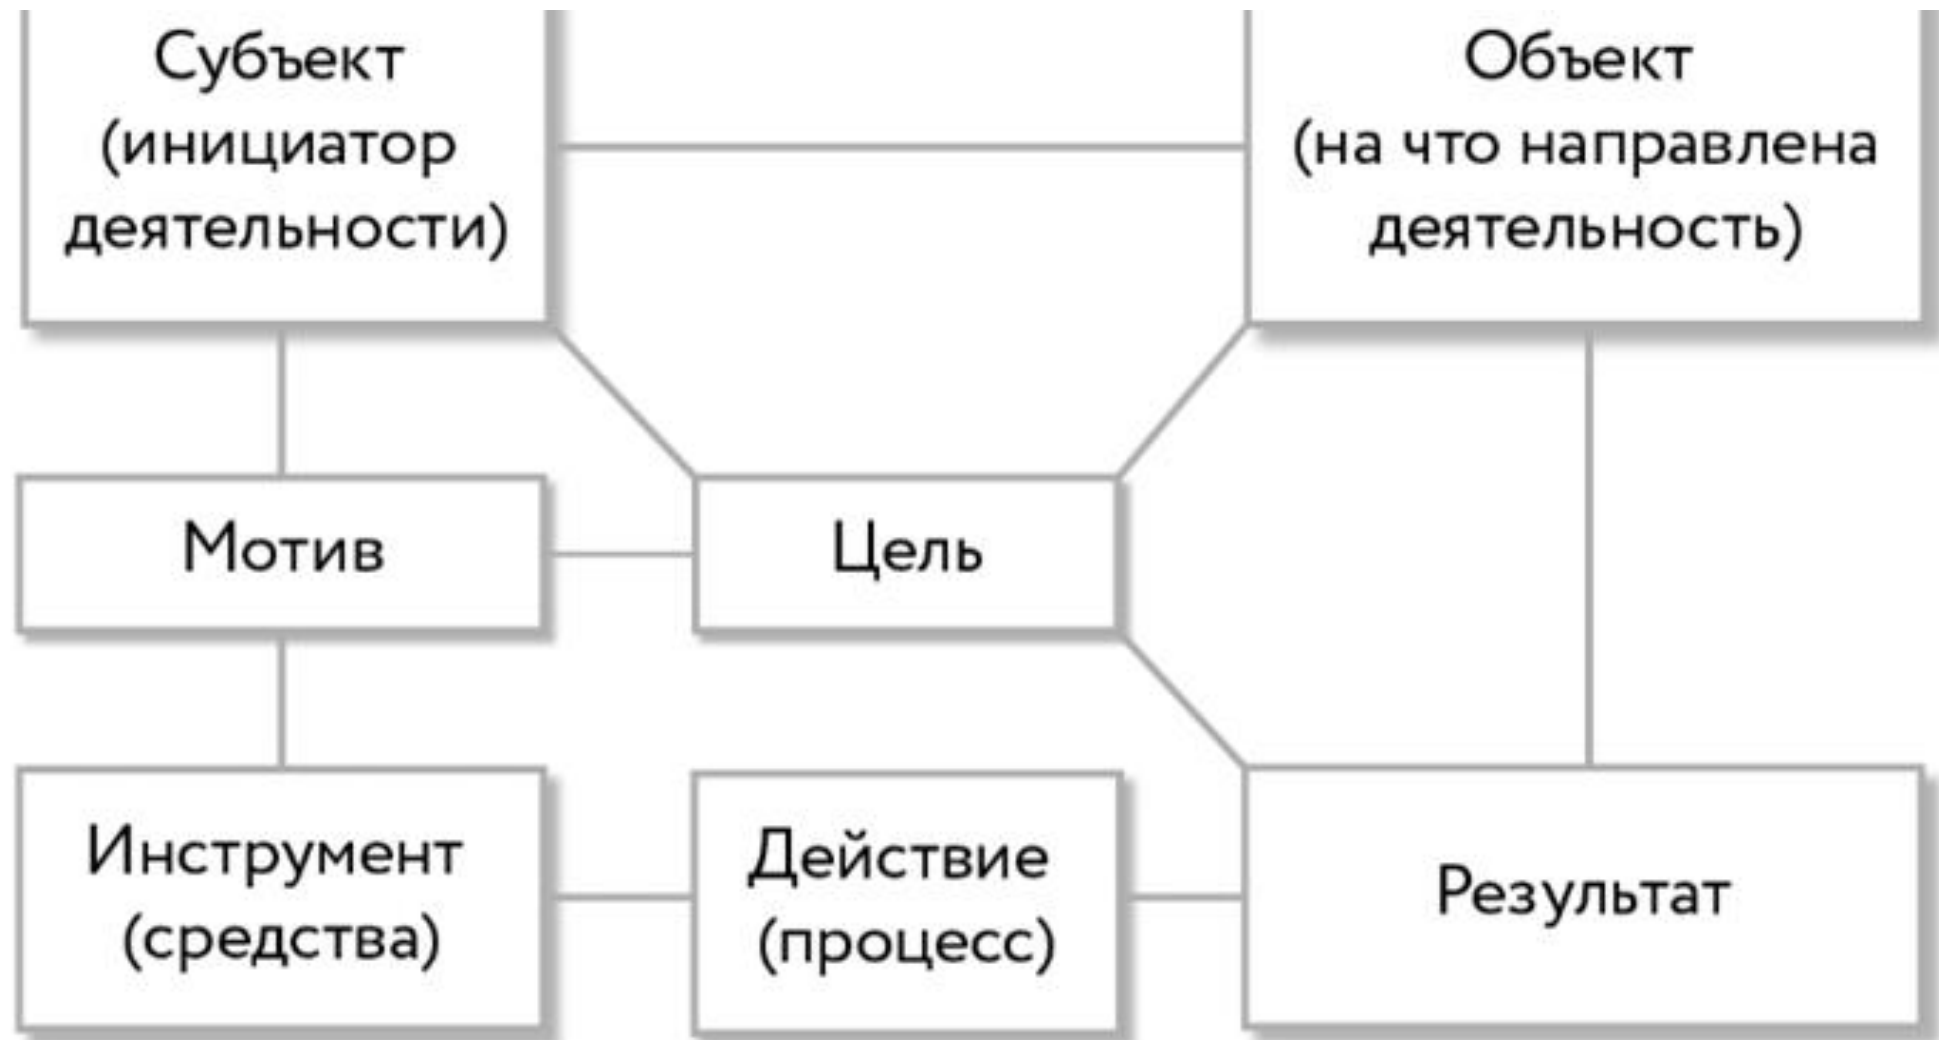 Субъект
(инициатор
деятельности)
Объект
(на что направлена
деятельность)
Мотив
Цель
Инструмент
(средства)
Действие
(процесс)
Результат